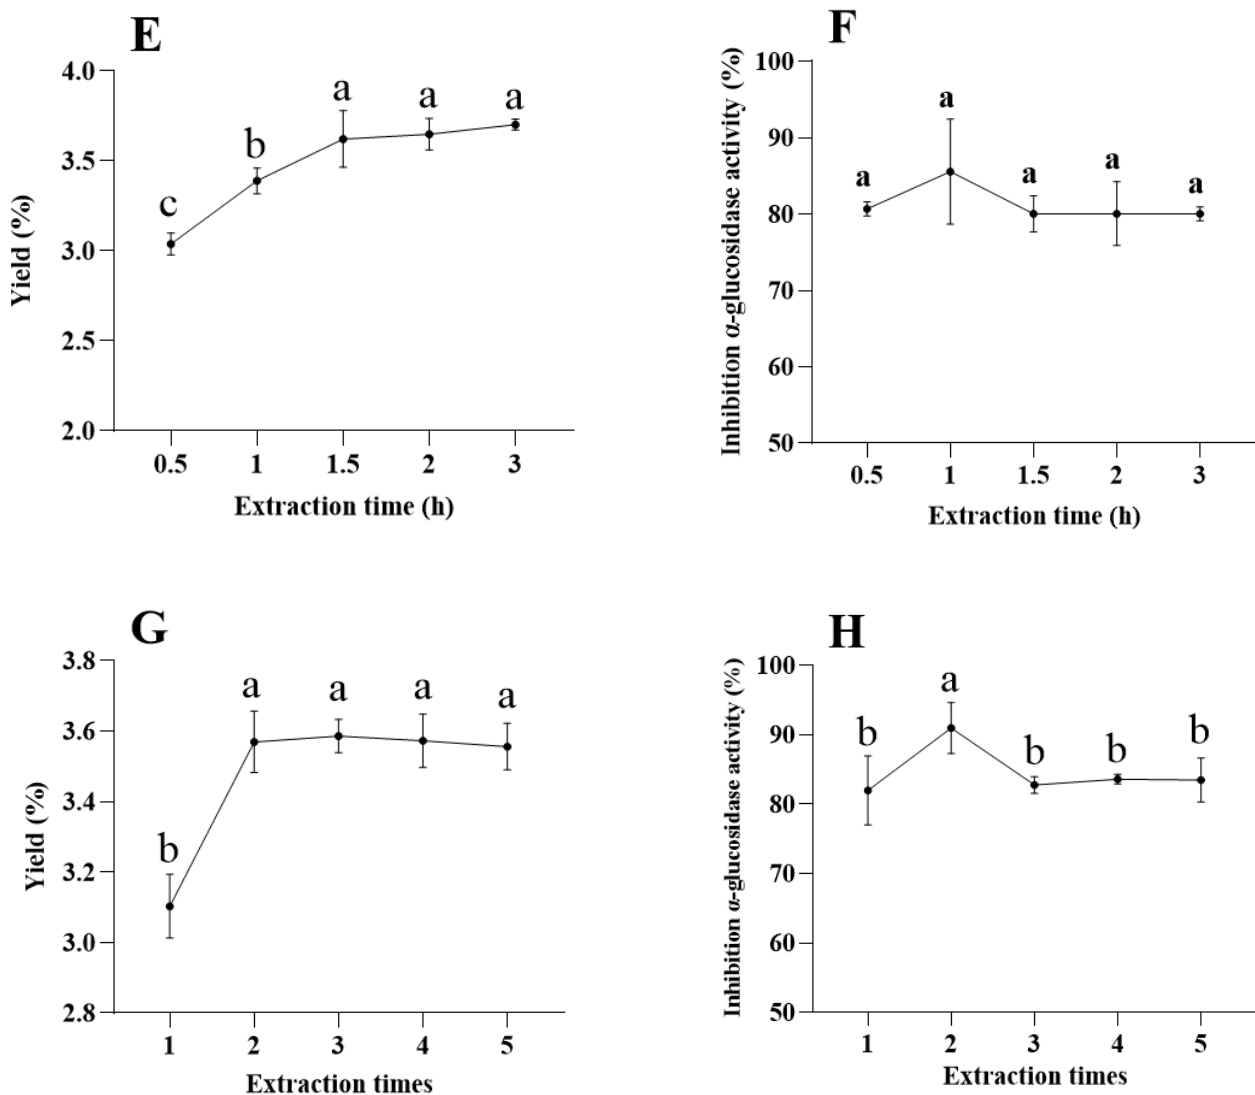 E
4.0
3.5
3.0
2.5
2.0
Yield (%)
c
b
a
a
a
0.5 1 1.5 2 3
Extraction time (h)
F
100
90
80
70
60
50
Inhibition α-glucosidase activity (%)
a
a
a
a
a
0.5 1 1.5 2 3
Extraction time (h)
G
3.8
3.6
3.4
3.2
3.0
2.8
Yield (%)
b
a
a
a
a
1 2 3 4 5
Extraction times
H
100
90
80
70
60
50
Inhibition α-glucosidase activity (%)
b
a
b
b
b
1 2 3 4 5
Extraction times